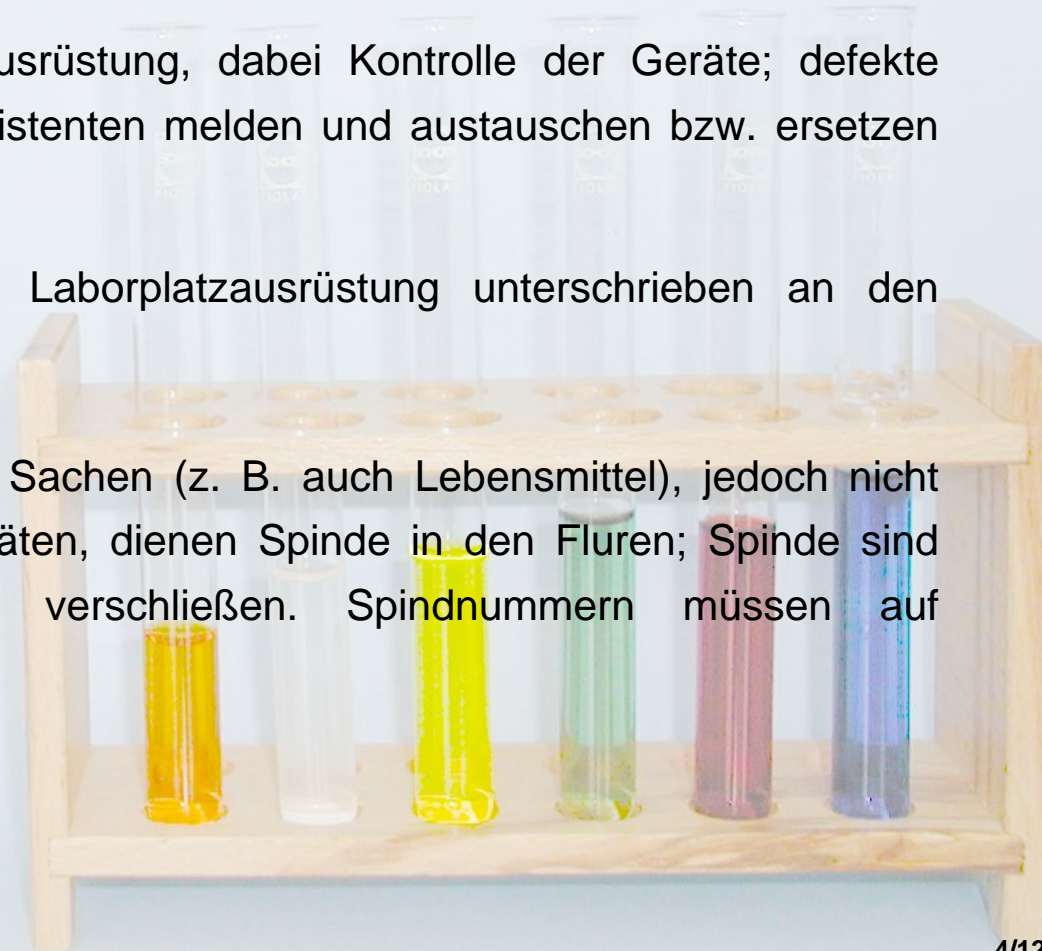 usrüstung, dabei Kontrolle der Geräte; defekte
istenten melden und austauschen bzw. ersetzen
Laborplatzausrüstung unterschrieben an den
Sachen (z. B. auch Lebensmittel), jedoch nicht
äten, dienen Spinde in den Fluren; Spinde sind
verschließen. Spindnummern müssen auf